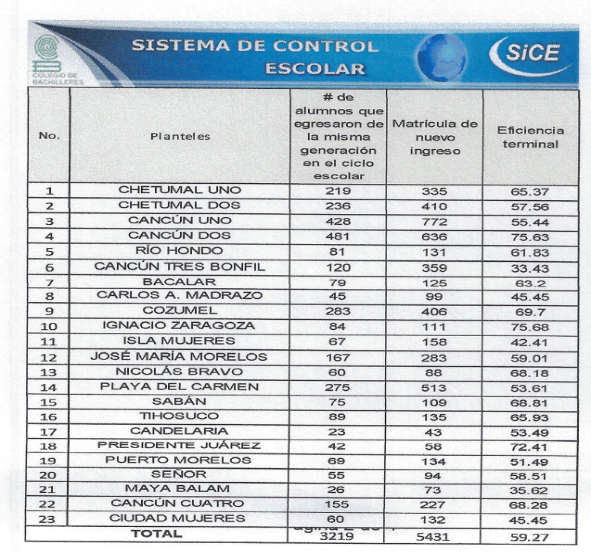 COLEGIO DE
BACHILLERES
SISTEMA DE CONTROL
ESCOLAR
SiCE
No. Planteles # de alumnos que egresaron de la misma generación en el ciclo escolar Matrícula de nuevo ingreso Eficiencia terminal
1 CHETUMAL UNO 219 335 65.37
2 CHETUMAL DOS 236 410 57.56
3 CANCÚN UNO 428 772 55.44
4 CANCÚN DOS 481 636 75.63
5 RÍO HONDO 81 131 61.83
6 CANCÚN TRES BONFIL 120 359 33.43
7 BACALAR 79 125 63.2
8 CARLOS A. MADRAZO 45 99 45.45
9 COZUMEL 283 406 69.7
10 IGNACIO ZARAGOZA 84 111 75.68
11 ISLA MUJERES 67 158 42.41
12 JOSÉ MARÍA MORELOS 167 283 59.01
13 NICOLÁS BRAVO 60 88 68.18
14 PLAYA DEL CARMEN 275 513 53.61
15 SABÁN 75 109 68.81
16 TIHOSUCO 89 135 65.93
17 CANDELARIA 23 43 53.49
18 PRESIDENTE JUÁREZ 42 58 72.41
19 PUERTO MORELOS 69 134 51.49
20 SEÑOR 55 94 58.51
21 MAYA BALAM 26 73 35.62
22 CANCÚN CUATRO 155 227 68.28
23 CIUDAD MUJERES 60 132 45.45
TOTAL 3219 5431 59.27